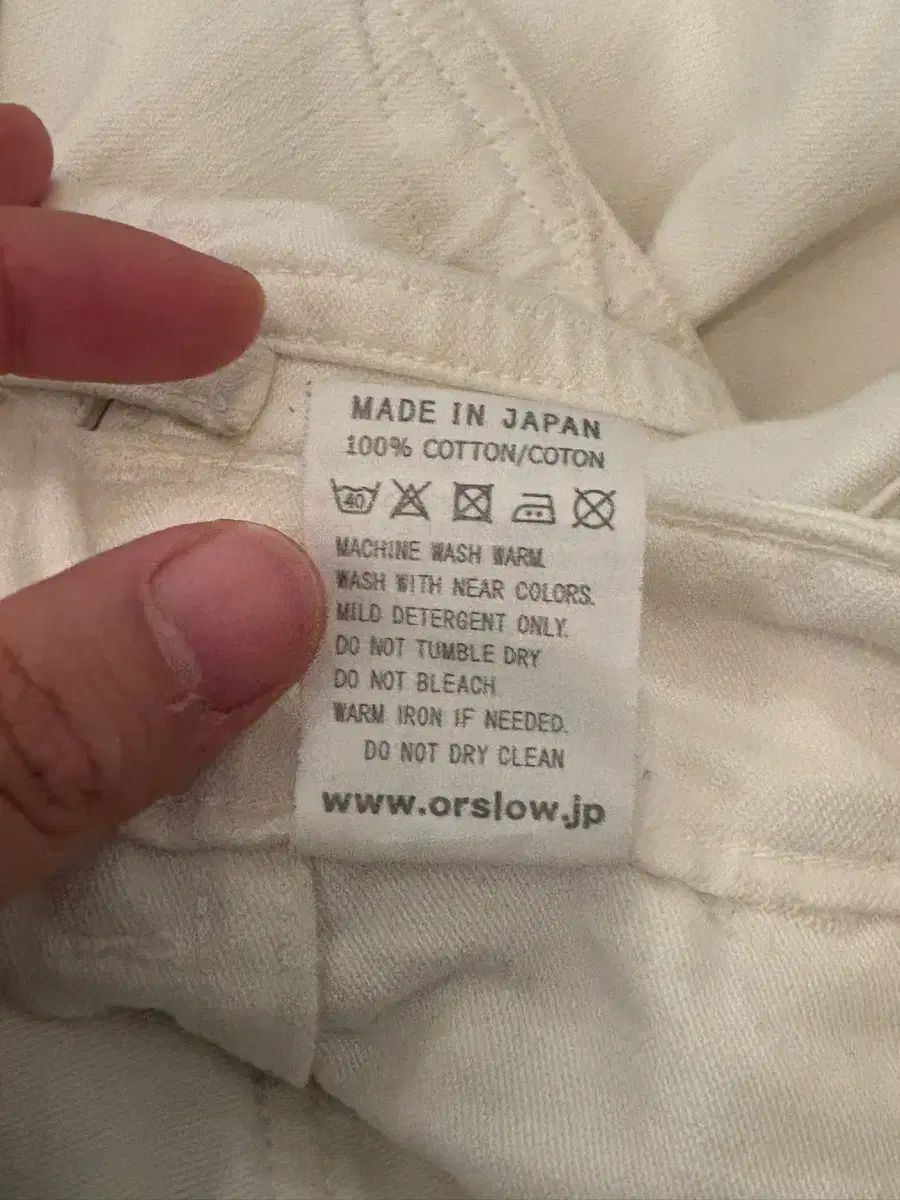 MADE IN JAPAN
100% COTTON/COTON
40
MACHINE WASH WARM.
WASH WITH NEAR COLORS.
MILD DETERGENT ONLY.
DO NOT TUMBLE DRY
DO NOT BLEACH
WARM IRON IF NEEDED.
DO NOT DRY CLEAN
www.orslow.jp